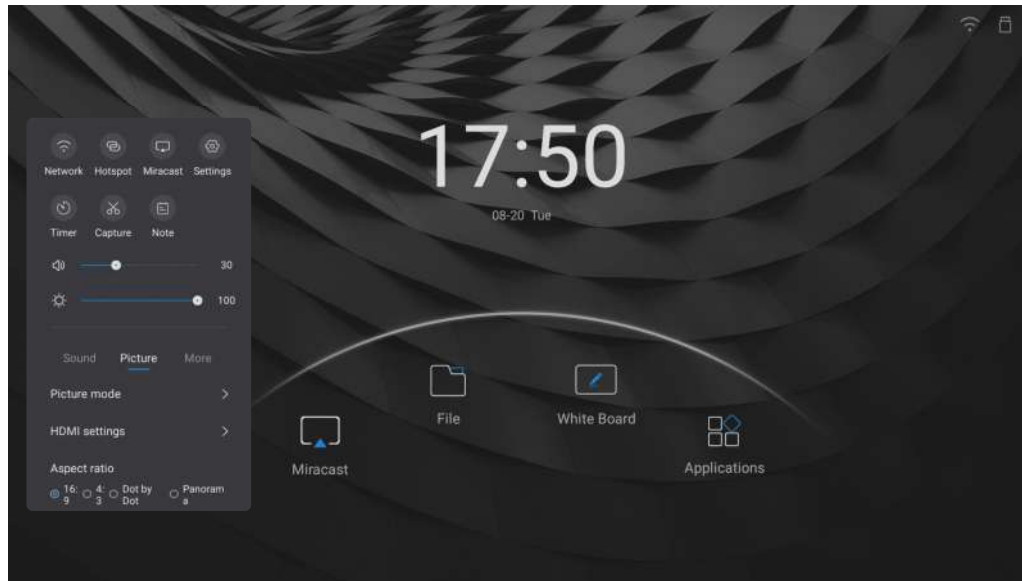 17:50
08-20 Tue
Network Hotspot Miracast Settings
Timer Capture Note
30
100
Sound Picture More
Picture mode
HDMI settings
Aspect ratio
16:9 4:3 Dot by Dot Panorama
File
White Board
Miracast
Applications